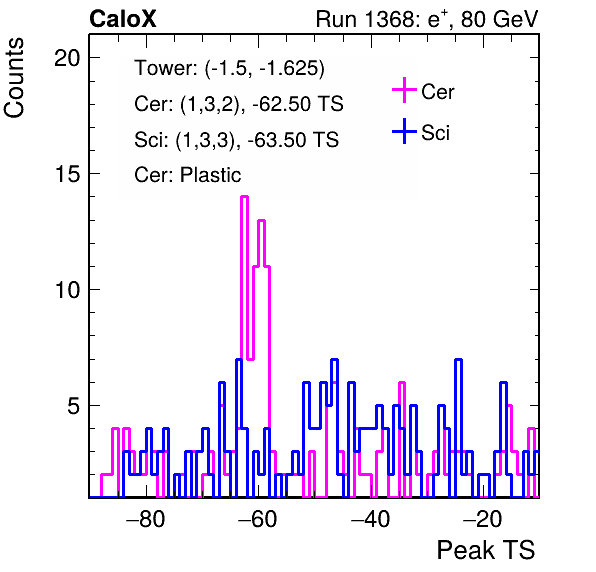 CaloX Run 1368: e⁺, 80 GeV
Counts
Tower: (-1.5, -1.625)
Cer: (1,3,2), -62.50 TS
Sci: (1,3,3), -63.50 TS
Cer: Plastic
Cer
Sci
20
15
10
5
−80 −60 −40 −20
Peak TS